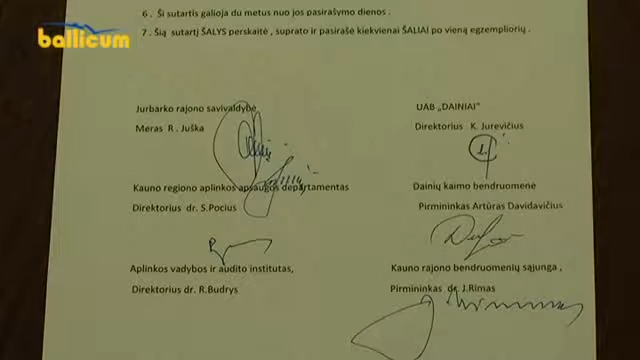 balticum
6 . Ši sutartis galioja du metus nuo jos pasirašymo dienos .
7 . Šią sutartį ŠALYS perskaitė , suprato ir pasirašė kiekvienai ŠALIAI po vieną egzempliorių .
Jurbarko rajono savivaldybė
Meras R . Juška
UAB „DAINIAI"
Direktorius K. Jurevičius
Kauno regiono aplinkos apsaugos departamentas
Direktorius dr. S.Pocius
Dainių kaimo bendruomenė
Pirmininkas Artūras Davidavičius
Aplinkos vadybos ir audito institutas,
Direktorius dr. R.Budrys
Kauno rajono bendruomenių sąjunga ,
Pirmininkas dr. J.Rimas